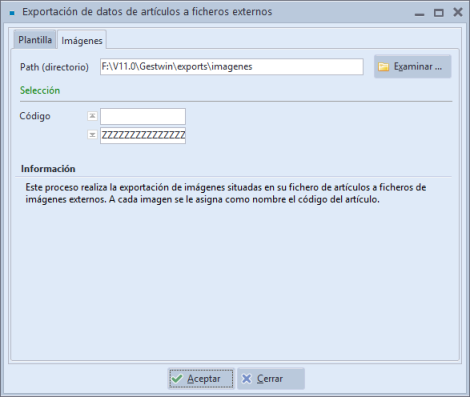 Exportación de datos de artículos a ficheros externos
Plantilla Imágenes
Path (directorio) F:\V11.0\Gestwin\exports\imagenes Examinar ...
Selección
Código
ZZZZZZZZZZZZZZZ
Información
Este proceso realiza la exportación de imágenes situadas en su fichero de artículos a ficheros de
imágenes externos. A cada imagen se le asigna como nombre el código del artículo.
Aceptar Cerrar